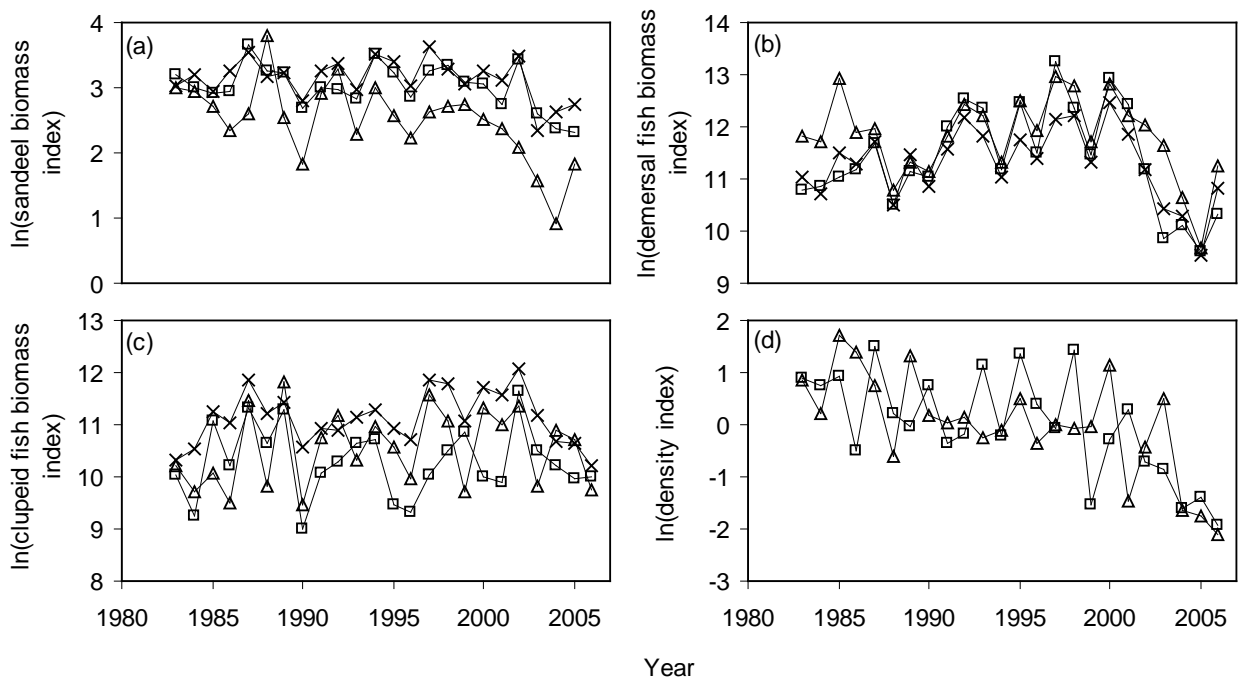 (a)
ln(sandeel biomass
index)
4
3
2
1
0
(b)
ln(demersal fish biomass
index)
14
13
12
11
10
9
(c)
ln(clupeid fish biomass
index)
13
12
11
10
9
8
1980 1985 1990 1995 2000 2005
(d)
ln(density index)
2
1
0
-1
-2
-3
1980 1985 1990 1995 2000 2005
Year